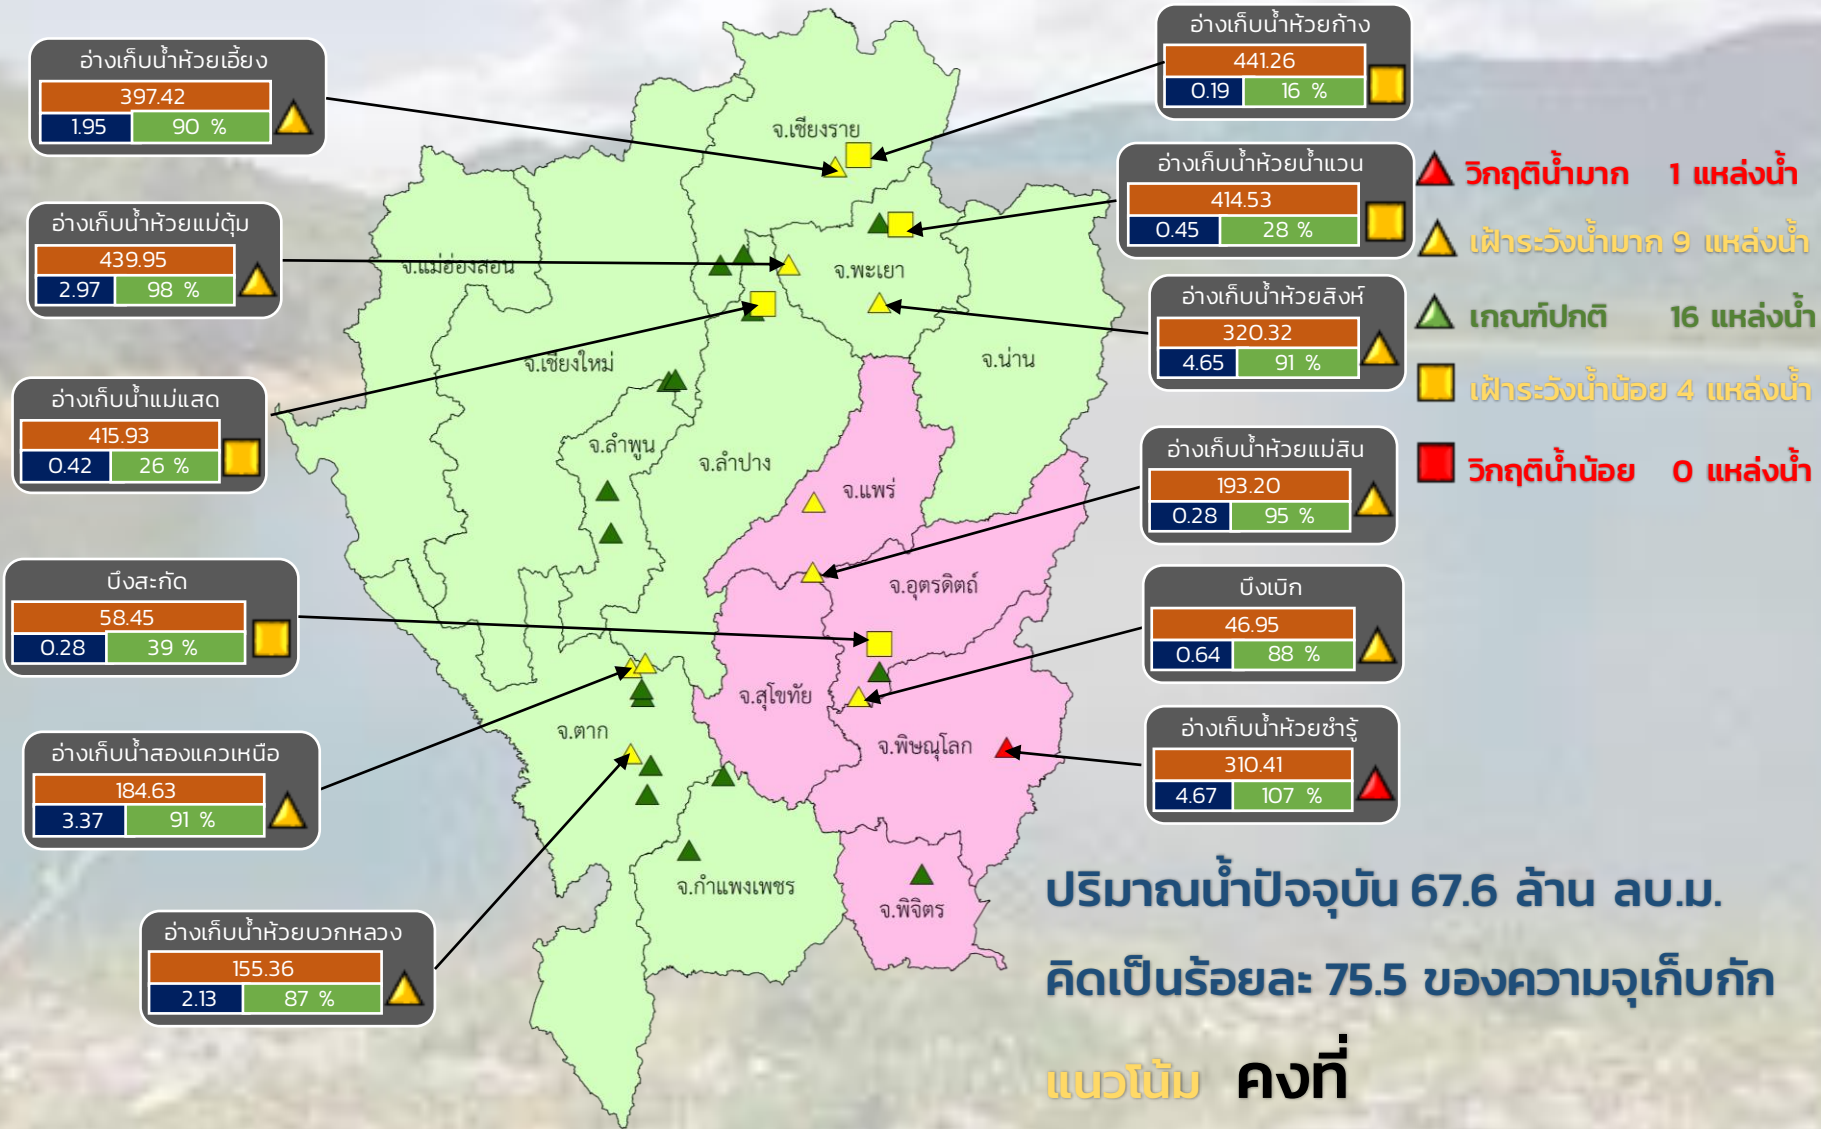 อ่างเก็บน้ำห้วยเอี้ยง
397.42
1.95 90 %
อ่างเก็บน้ำห้วยแม่ตุ้ม
439.95
2.97 98 %
อ่างเก็บน้ำแม่แสด
415.93
0.42 26 %
บึงสะกัด
58.45
0.28 39 %
อ่างเก็บน้ำสองแควเหนือ
184.63
3.37 91 %
อ่างเก็บน้ำห้วยบวกหลวง
155.36
2.13 87 %
จ.เชียงราย
จ.แม่ฮ่องสอน
จ.พะเยา
จ.เชียงใหม่
จ.น่าน
จ.ลำพูน
จ.ลำปาง
จ.แพร่
จ.อุตรดิตถ์
จ.สุโขทัย
จ.ตาก
จ.พิษณุโลก
จ.กำแพงเพชร
จ.พิจิตร
อ่างเก็บน้ำห้วยก้าง
441.26
0.19 16 %
อ่างเก็บน้ำห้วยน้ำแวน
414.53
0.45 28 %
อ่างเก็บน้ำห้วยสิงห์
320.32
4.65 91 %
อ่างเก็บน้ำห้วยแม่สิน
193.20
0.28 95 %
บึงเบิก
46.95
0.64 88 %
อ่างเก็บน้ำห้วยซำรู้
310.41
4.67 107 %
วิกฤติน้ำมาก 1 แหล่งน้ำ
เฝ้าระวังน้ำมาก 9 แหล่งน้ำ
เกณฑ์ปกติ 16 แหล่งน้ำ
เฝ้าระวังน้ำน้อย 4 แหล่งน้ำ
วิกฤติน้ำน้อย 0 แหล่งน้ำ
ปริมาณน้ำปัจจุบัน 67.6 ล้าน ลบ.ม.
คิดเป็นร้อยละ 75.5 ของความจุเก็บกัก
แนวโน้ม คงที่